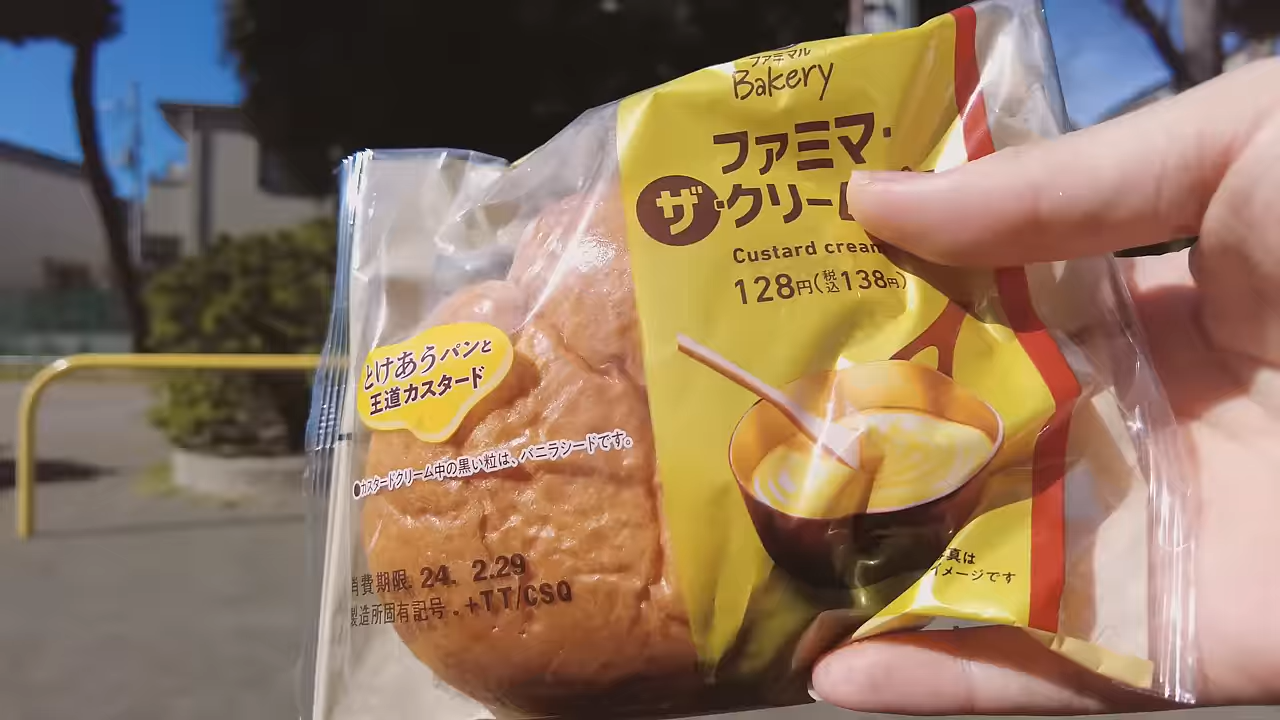 ファミマル
Bakery
ファミマ・
ザ・クリーム
Custard cream
128円(税込138円)
とけあうパンと
王道カスタード
●カスタードクリーム中の黒い粒は、バニラシードです。
消費期限 24. 2.29
製造所固有記号 . +TT/CSQ
写真は
イメージです